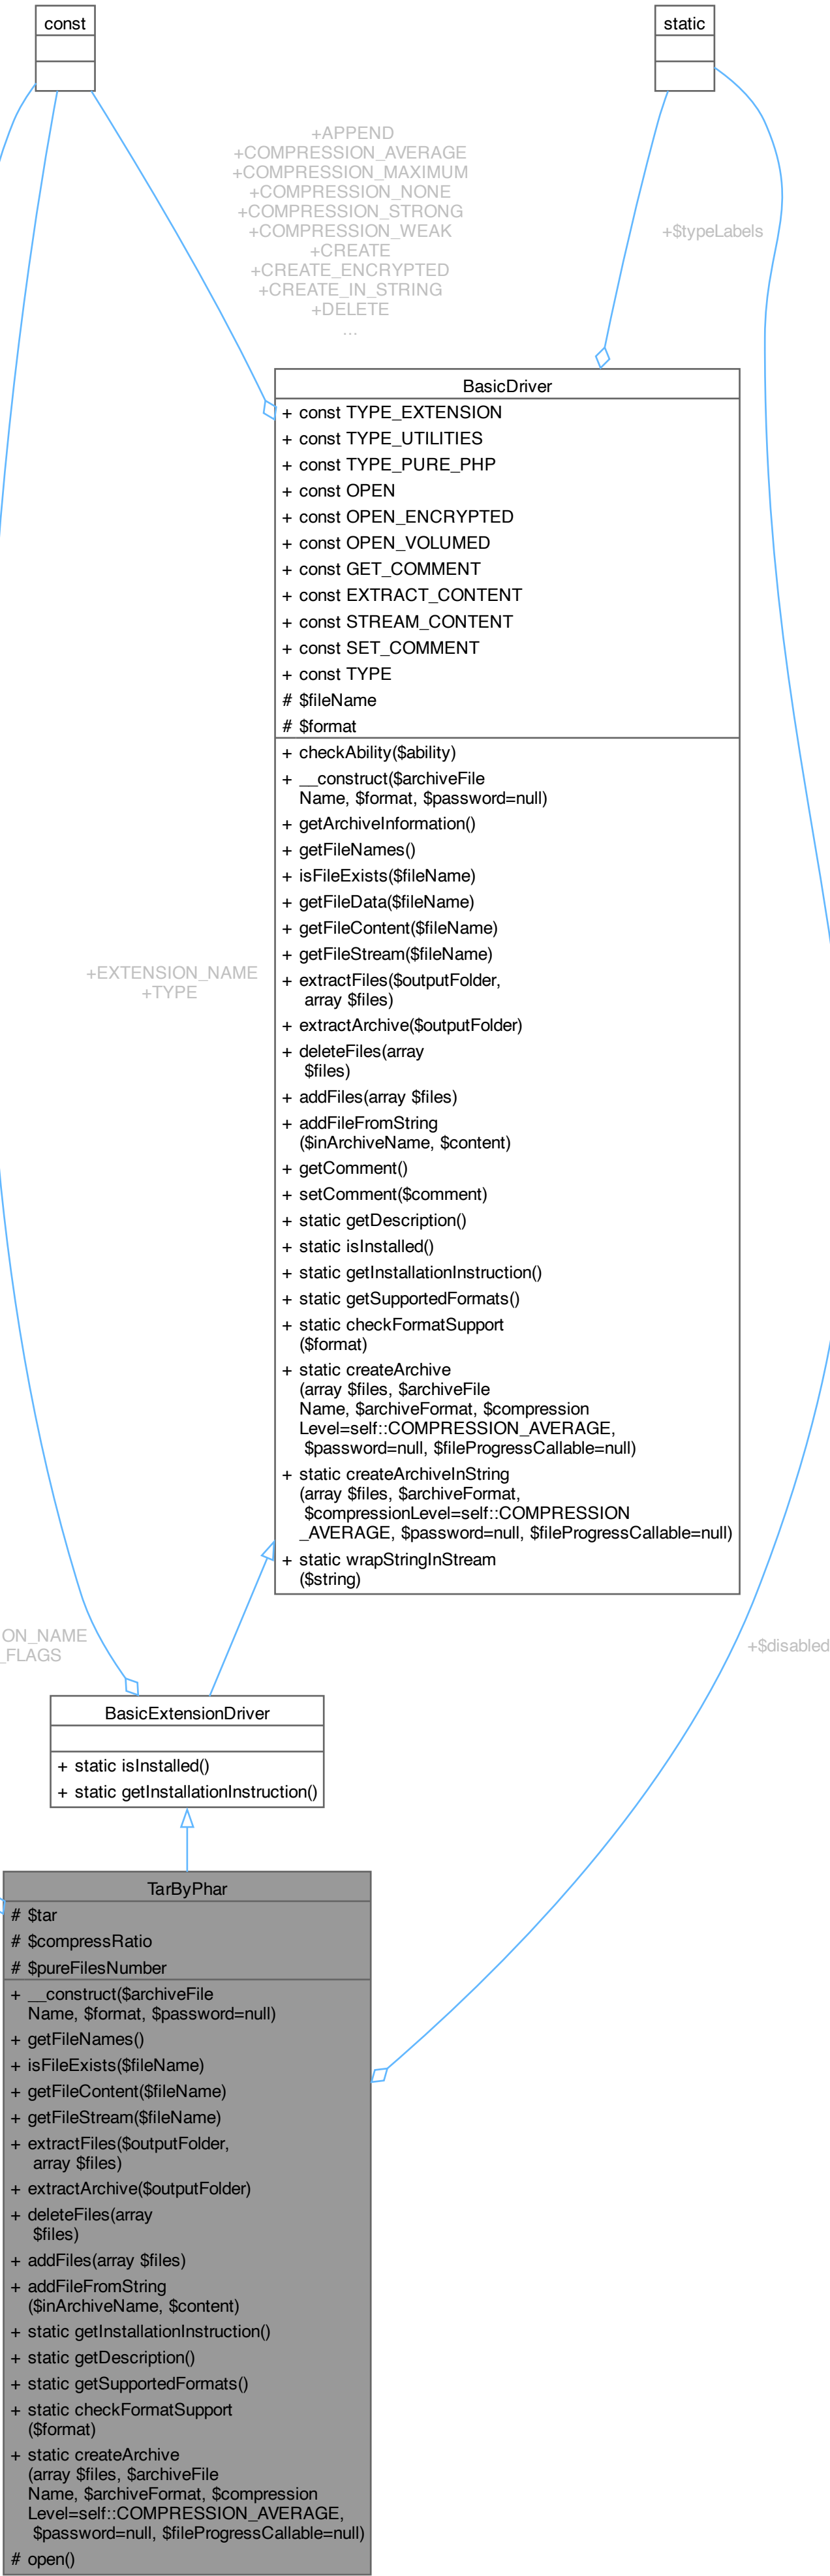 const
static
+APPEND
+COMPRESSION_AVERAGE
+COMPRESSION_MAXIMUM
+COMPRESSION_NONE
+COMPRESSION_STRONG
+COMPRESSION_WEAK
+CREATE
+CREATE_ENCRYPTED
+CREATE_IN_STRING
+DELETE
...
+$typeLabels
BasicDriver
+ const TYPE_EXTENSION
+ const TYPE_UTILITIES
+ const TYPE_PURE_PHP
+ const OPEN
+ const OPEN_ENCRYPTED
+ const OPEN_VOLUMED
+ const GET_COMMENT
+ const EXTRACT_CONTENT
+ const STREAM_CONTENT
+ const SET_COMMENT
+ const TYPE
# $fileName
# $format
+ checkAbility($ability)
+ __construct($archiveFile
Name, $format, $password=null)
+ getArchiveInformation()
+ getFileNames()
+ isFileExists($fileName)
+ getFileData($fileName)
+ getFileContent($fileName)
+ getFileStream($fileName)
+ extractFiles($outputFolder,
array $files)
+ extractArchive($outputFolder)
+ deleteFiles(array
$files)
+ addFiles(array $files)
+ addFileFromString
($inArchiveName, $content)
+ getComment()
+ setComment($comment)
+ static getDescription()
+ static isInstalled()
+ static getInstallationInstruction()
+ static getSupportedFormats()
+ static checkFormatSupport
($format)
+ static createArchive
(array $files, $archiveFile
Name, $archiveFormat, $compression
Level=self::COMPRESSION_AVERAGE,
$password=null, $fileProgressCallable=null)
+ static createArchiveInString
(array $files, $archiveFormat,
$compressionLevel=self::COMPRESSION
_AVERAGE, $password=null, $fileProgressCallable=null)
+ static wrapStringInStream
($string)
+EXTENSION_NAME
+TYPE
ON_NAME
_FLAGS
+$disabled
BasicExtensionDriver
+ static isInstalled()
+ static getInstallationInstruction()
TarByPhar
# $tar
# $compressRatio
# $pureFilesNumber
+ __construct($archiveFile
Name, $format, $password=null)
+ getFileNames()
+ isFileExists($fileName)
+ getFileContent($fileName)
+ getFileStream($fileName)
+ extractFiles($outputFolder,
array $files)
+ extractArchive($outputFolder)
+ deleteFiles(array
$files)
+ addFiles(array $files)
+ addFileFromString
($inArchiveName, $content)
+ static getInstallationInstruction()
+ static getDescription()
+ static getSupportedFormats()
+ static checkFormatSupport
($format)
+ static createArchive
(array $files, $archiveFile
Name, $archiveFormat, $compression
Level=self::COMPRESSION_AVERAGE,
$password=null, $fileProgressCallable=null)
# open()